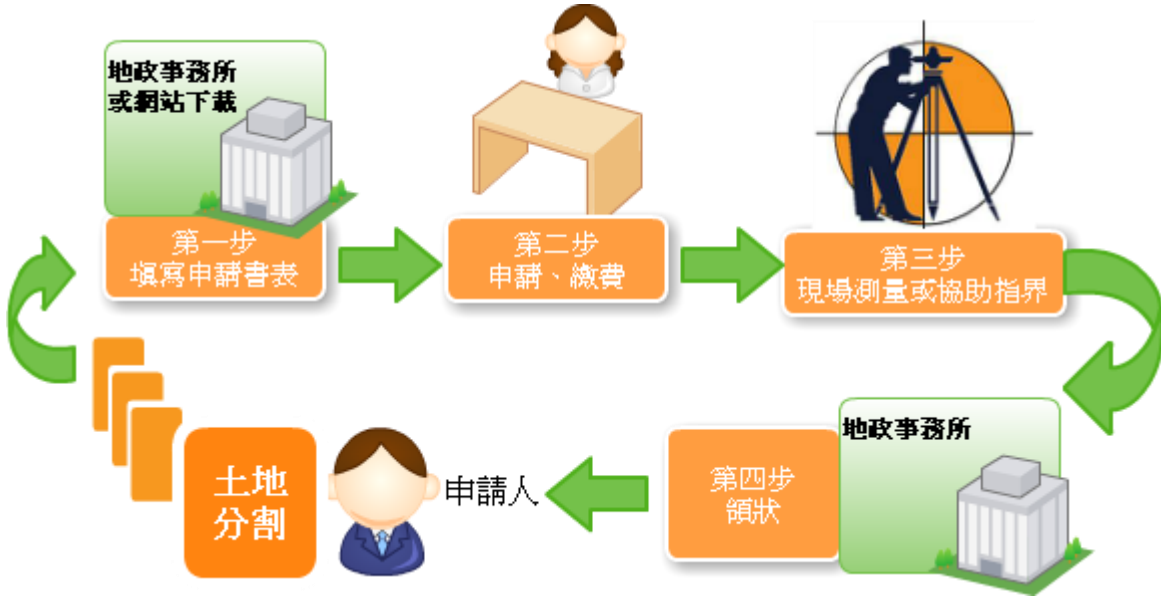 地政事務所
或網站下載
第一步
填寫申請書表
第二步
申請、繳費
第三步
現場測量或協助指界
地政事務所
第四步
領狀
申請人
土地
分割